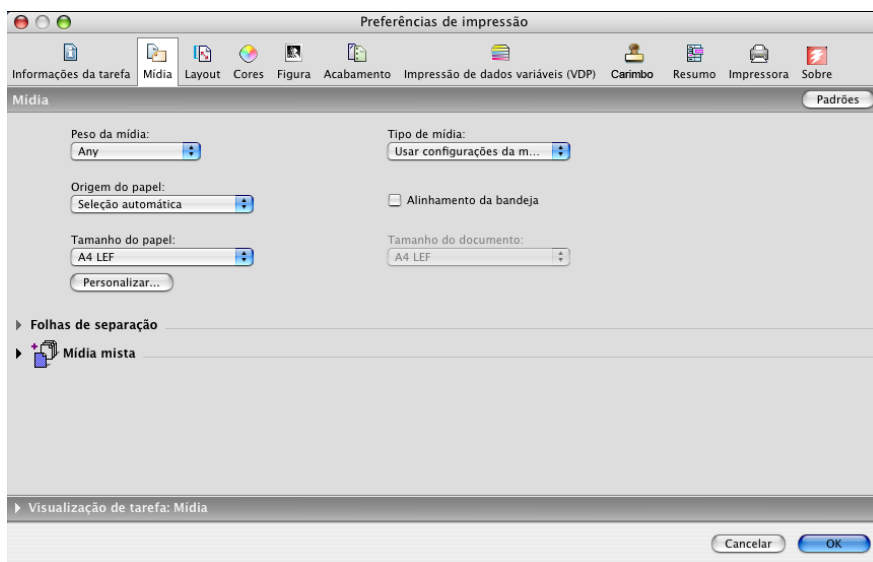 Preferências de impressão
Informações da tarefa Mídia Layout Cores Figura Acabamento Impressão de dados variáveis (VDP) Carimbo Resumo Impressora Sobre
Mídia Padrões
Peso da mídia: Tipo de mídia:
Any Usar configurações da m...
Origem do papel:
Seleção automática Alinhamento da bandeja
Tamanho do papel: Tamanho do documento:
A4 LEF A4 LEF
Personalizar...
Folhas de separação
Mídia mista
Visualização de tarefa: Mídia
Cancelar OK